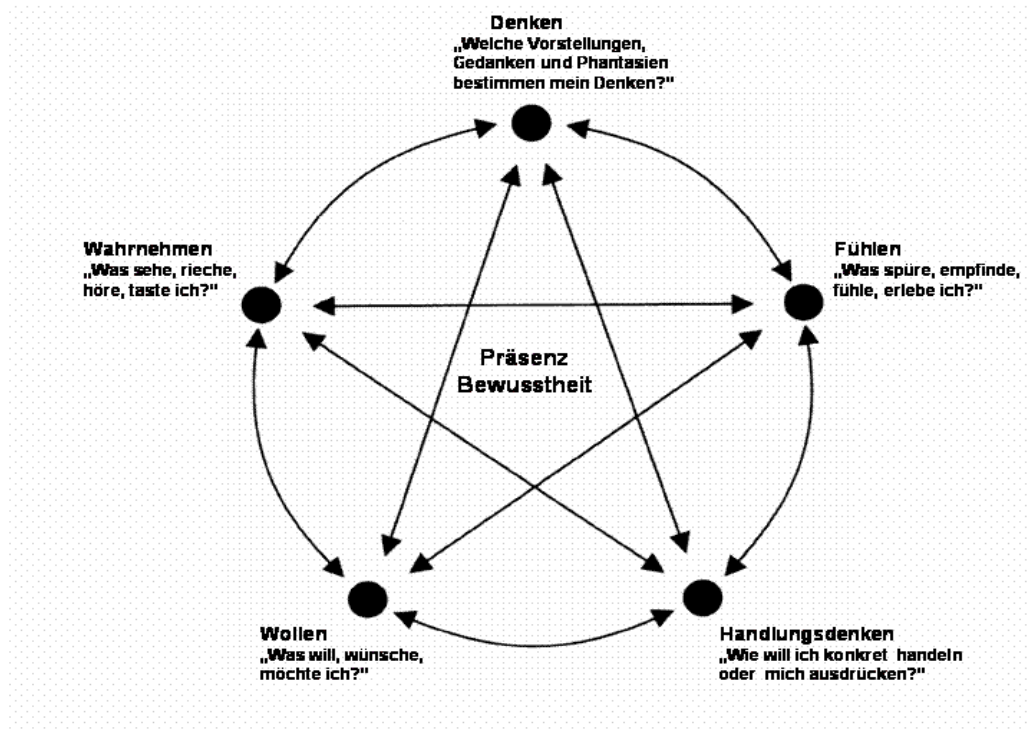 Denken
„Welche Vorstellungen,
Gedanken und Phantasien
bestimmen mein Denken?"
Wahrnehmen
„Was sehe, rieche,
höre, taste ich?"
Fühlen
„Was spüre, empfinde,
fühle, erlebe ich?"
Präsenz
Bewusstheit
Wollen
„Was will, wünsche,
möchte ich?"
Handlungsdenken
„Wie will ich konkret handeln
oder mich ausdrücken?"